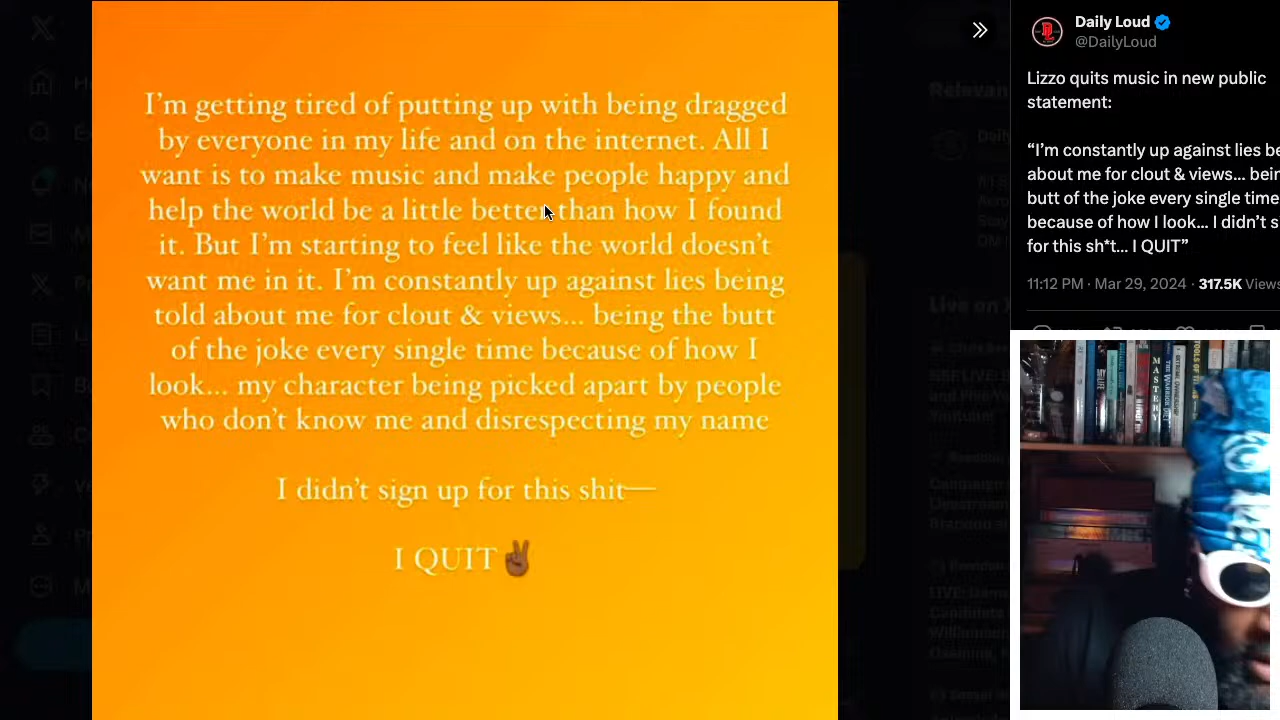 I'm getting tired of putting up with being dragged
by everyone in my life and on the internet. All I
want is to make music and make people happy and
help the world be a little better than how I found
it. But I'm starting to feel like the world doesn't
want me in it. I'm constantly up against lies being
told about me for clout & views... being the butt
of the joke every single time because of how I
look... my character being picked apart by people
who don't know me and disrespecting my name
I didn't sign up for this shit—
I QUIT ✌🏾
Daily Loud
@DailyLoud
Lizzo quits music in new public
statement:
“I'm constantly up against lies be
about me for clout & views... bein
butt of the joke every single time
because of how I look... I didn't s
for this sh*t... I QUIT”
11:12 PM · Mar 29, 2024 · 317.5K Views
MASTERY